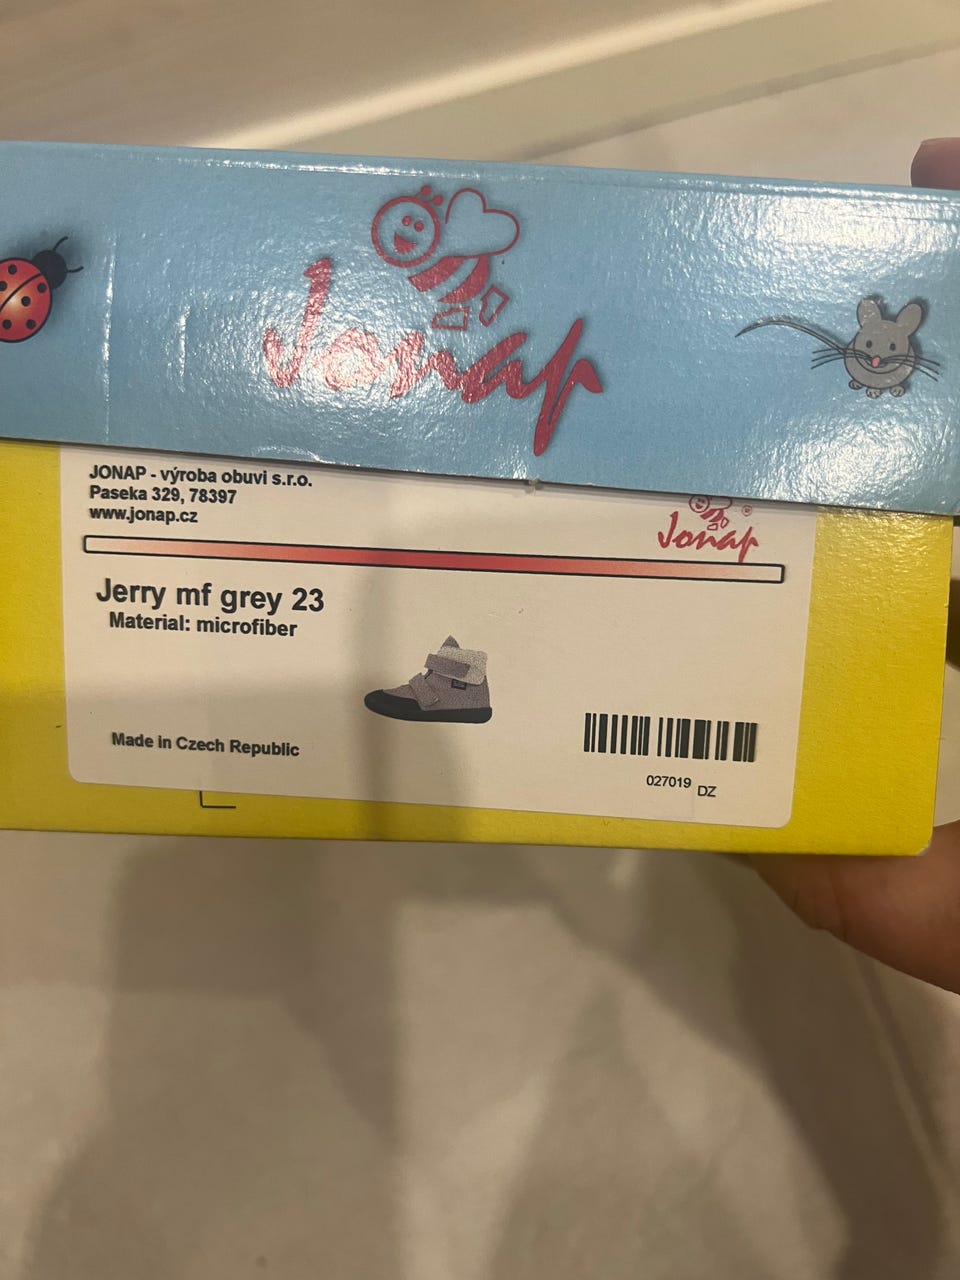 Jonap
JONAP - výroba obuvi s.r.o.
Paseka 329, 78397
www.jonap.cz
Jonap
Jerry mf grey 23
Material: microfiber
Made in Czech Republic
027019 DZ